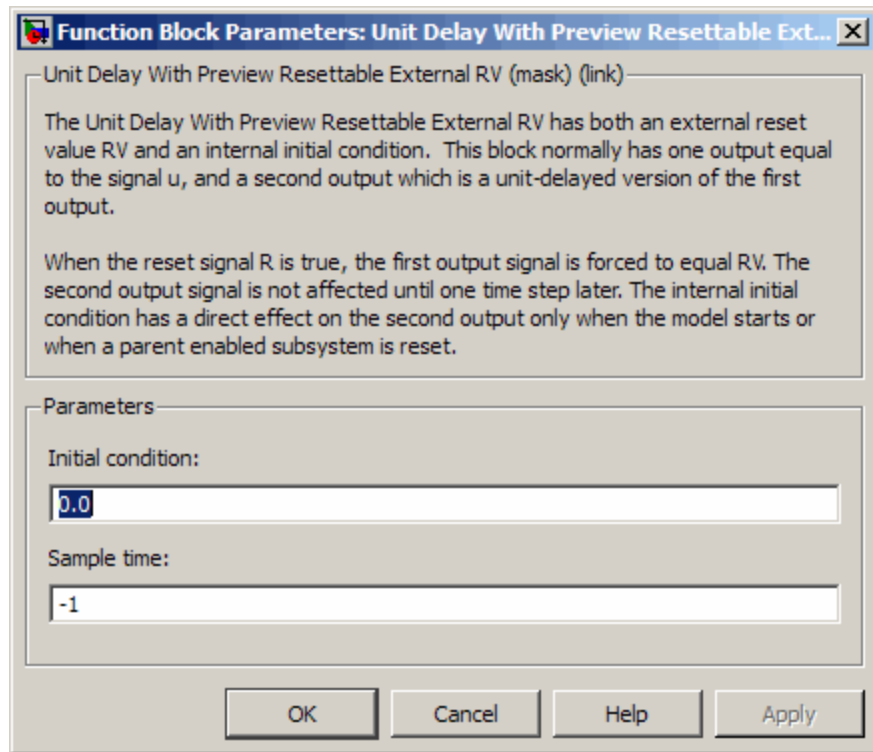 Function Block Parameters: Unit Delay With Preview Resettable Ext...
Unit Delay With Preview Resettable External RV (mask) (link)
The Unit Delay With Preview Resettable External RV has both an external reset
value RV and an internal initial condition.  This block normally has one output equal
to the signal u, and a second output which is a unit-delayed version of the first
output.
When the reset signal R is true, the first output signal is forced to equal RV. The
second output signal is not affected until one time step later. The internal initial
condition has a direct effect on the second output only when the model starts or
when a parent enabled subsystem is reset.
Parameters
Initial condition:
0.0
Sample time:
-1
OK Cancel Help Apply